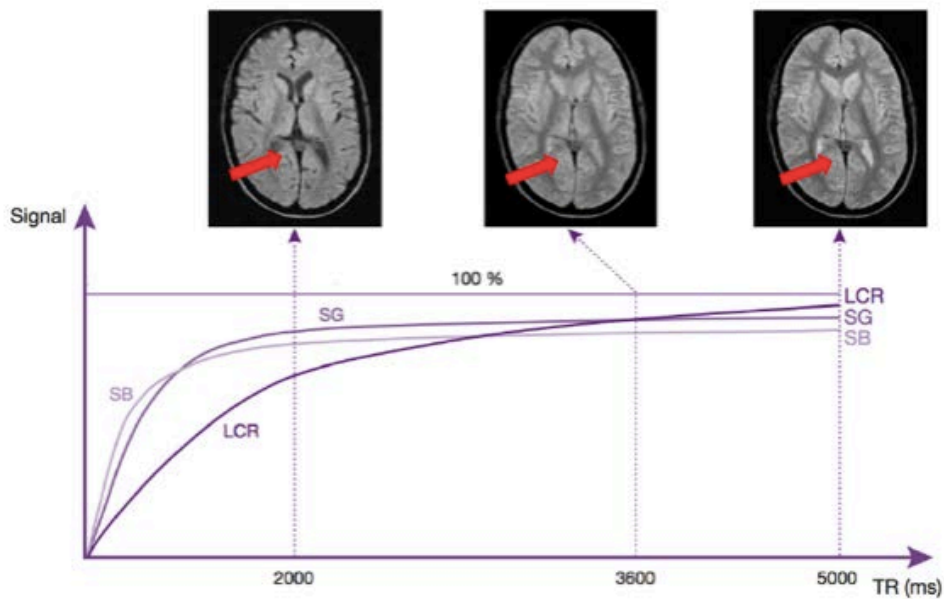 Signal
100 %
LCR
SG
SG
SB
SB
LCR
2000
3600
5000
TR (ms)